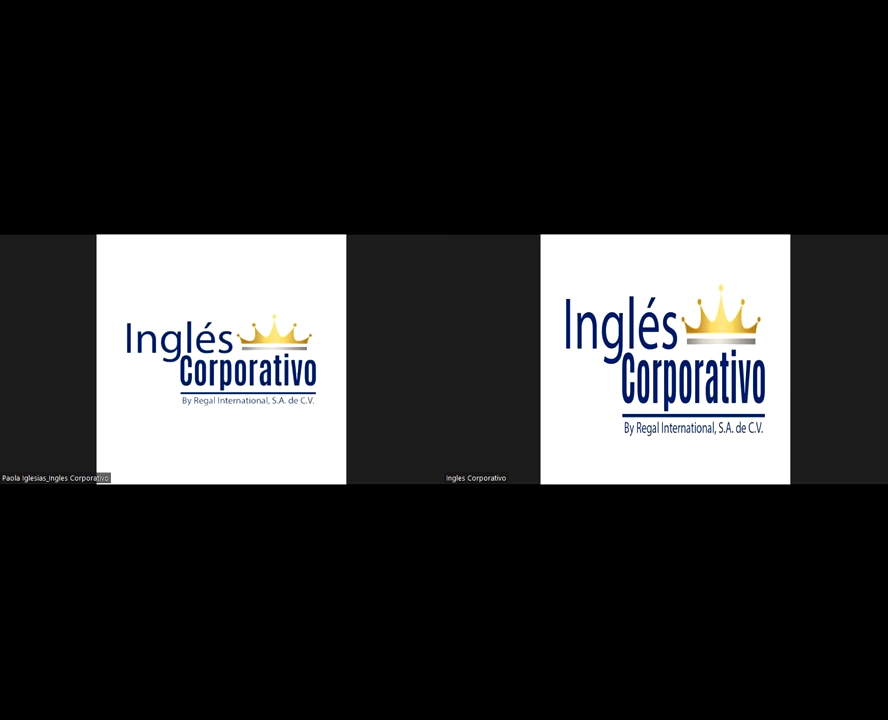 Inglés
Corporativo
By Regal International, S.A. de C.V.
Paola Iglesias_Ingles Corporativo
Inglés
Corporativo
By Regal International, S.A. de C.V.
Ingles Corporativo